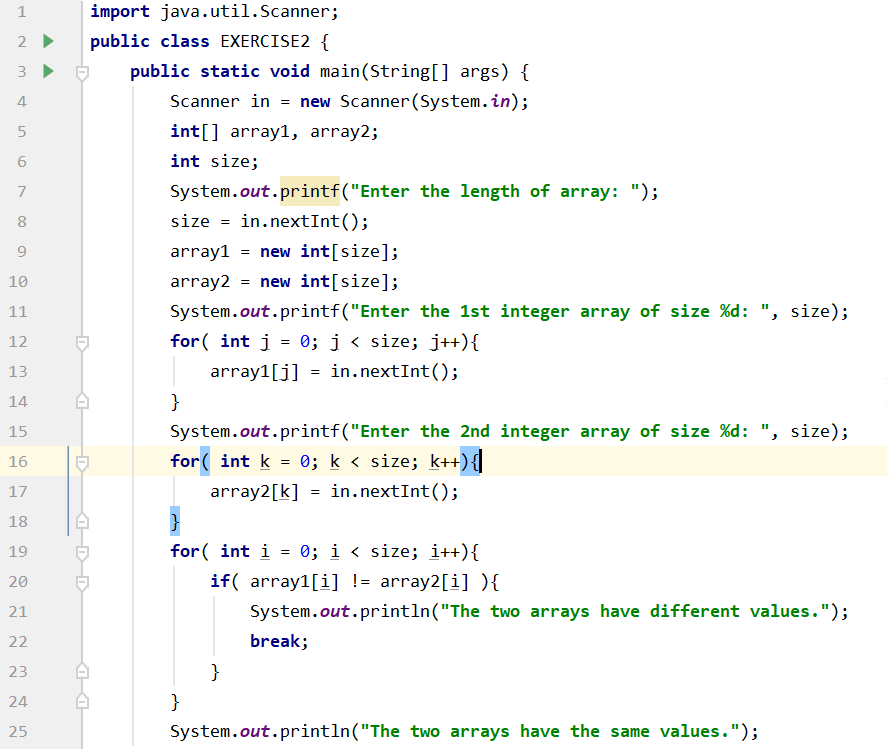 1 import java.util.Scanner;
2 public class EXERCISE2 {
3 public static void main(String[] args) {
4 Scanner in = new Scanner(System.in);
5 int[] array1, array2;
6 int size;
7 System.out.printf("Enter the length of array: ");
8 size = in.nextInt();
9 array1 = new int[size];
10 array2 = new int[size];
11 System.out.printf("Enter the 1st integer array of size %d: ", size);
12 for( int j = 0; j < size; j++){
13 array1[j] = in.nextInt();
14 }
15 System.out.printf("Enter the 2nd integer array of size %d: ", size);
16 for( int k = 0; k < size; k++){
17 array2[k] = in.nextInt();
18 }
19 for( int i = 0; i < size; i++){
20 if( array1[i] != array2[i] ){
21 System.out.println("The two arrays have different values.");
22 break;
23 }
24 }
25 System.out.println("The two arrays have the same values.");